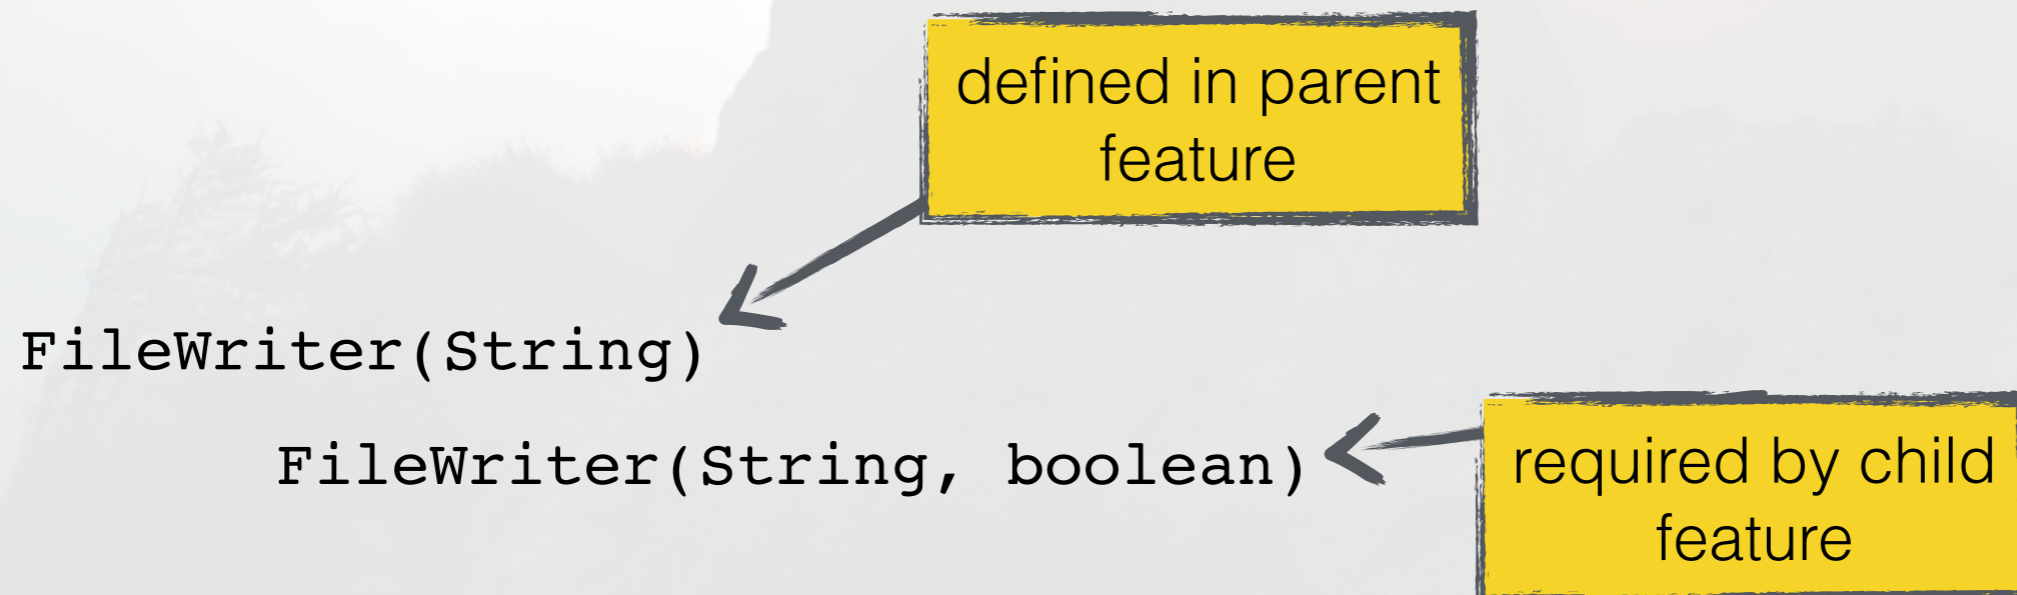 defined in parent
feature
FileWriter(String)
FileWriter(String, boolean)
required by child
feature